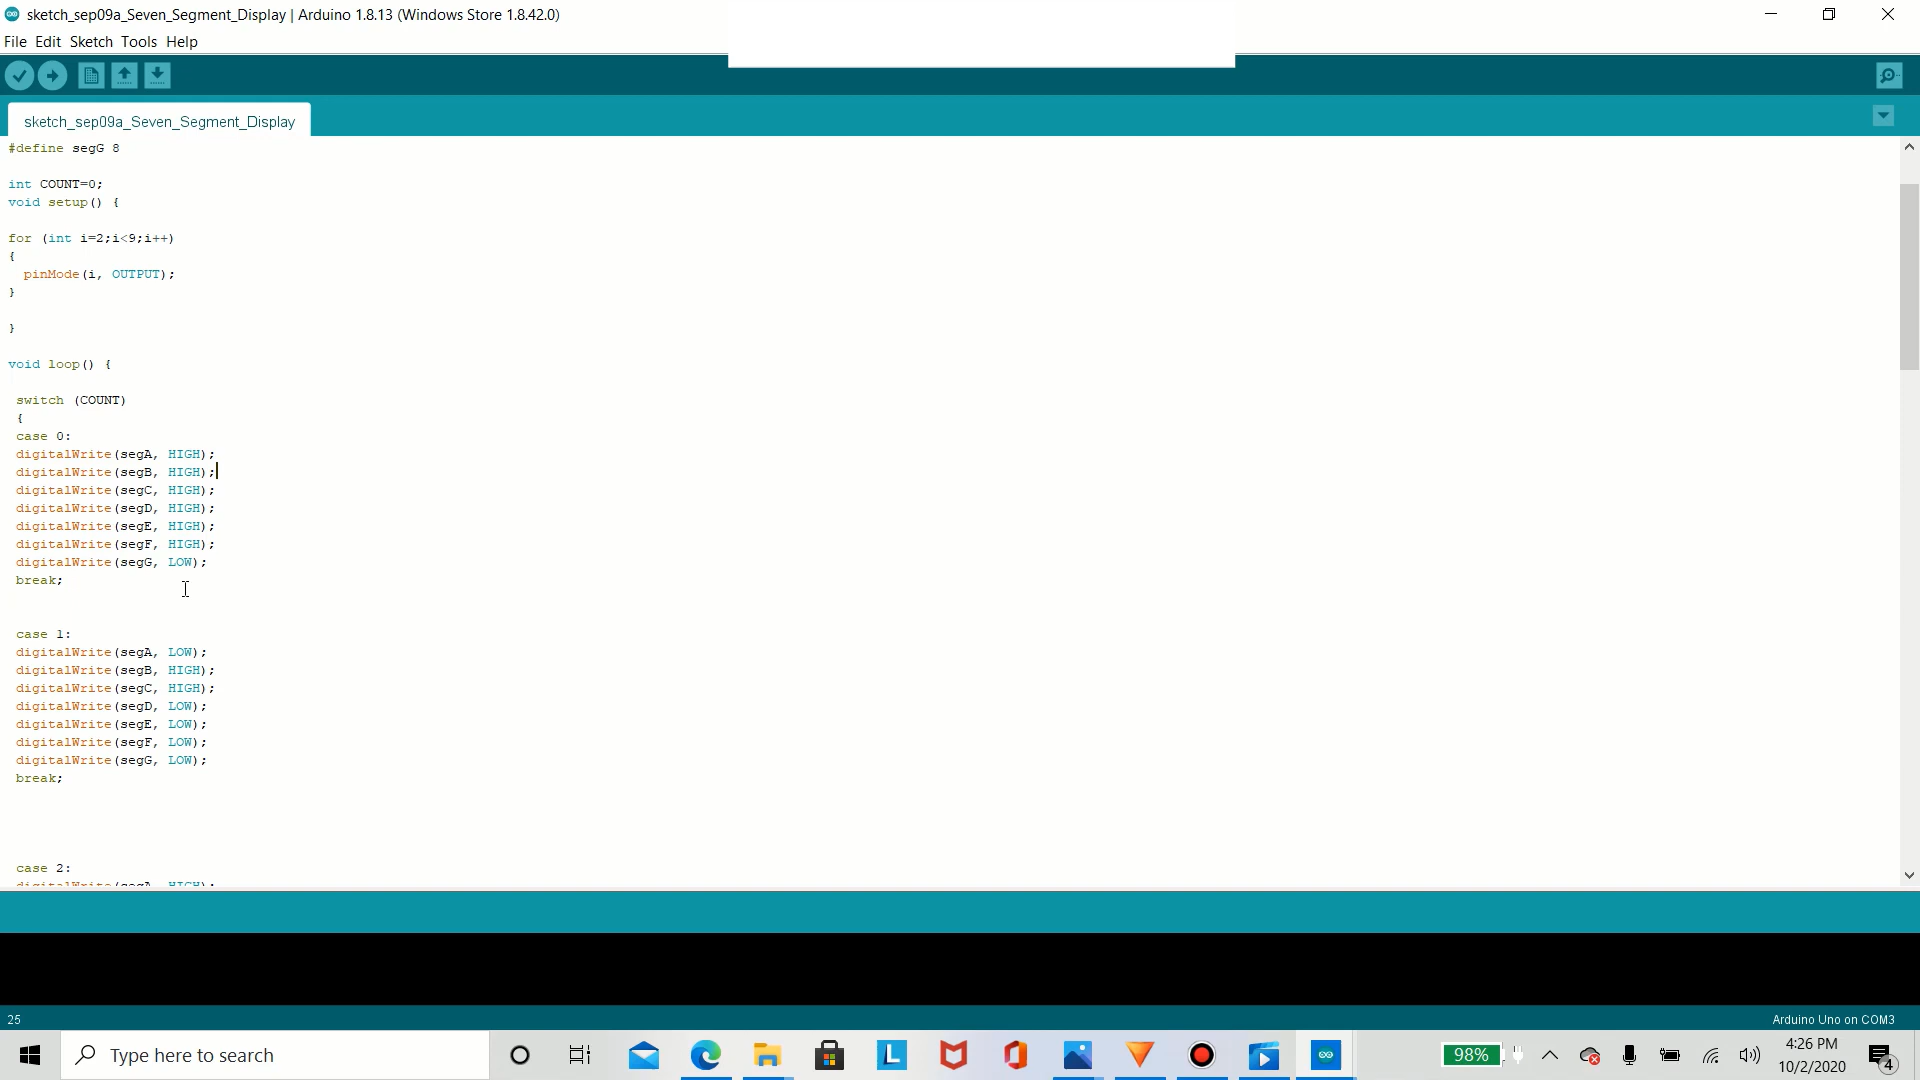 sketch_sep09a_Seven_Segment_Display | Arduino 1.8.13 (Windows Store 1.8.42.0)
File Edit Sketch Tools Help
sketch_sep09a_Seven_Segment_Display
#define segG 8
int COUNT=0;
void setup() {
for (int i=2;i<9;i++)
{
pinMode(i, OUTPUT);
}
}
void loop() {
switch (COUNT)
{
case 0:
digitalWrite(segA, HIGH);
digitalWrite(segB, HIGH);
digitalWrite(segC, HIGH);
digitalWrite(segD, HIGH);
digitalWrite(segE, HIGH);
digitalWrite(segF, HIGH);
digitalWrite(segG, LOW);
break;
case 1:
digitalWrite(segA, LOW);
digitalWrite(segB, HIGH);
digitalWrite(segC, HIGH);
digitalWrite(segD, LOW);
digitalWrite(segE, LOW);
digitalWrite(segF, LOW);
digitalWrite(segG, LOW);
break;
case 2:
digitalWrite(segA, HIGH);
25
Arduino Uno on COM3
Type here to search
L
98%
4:26 PM
10/2/2020
4